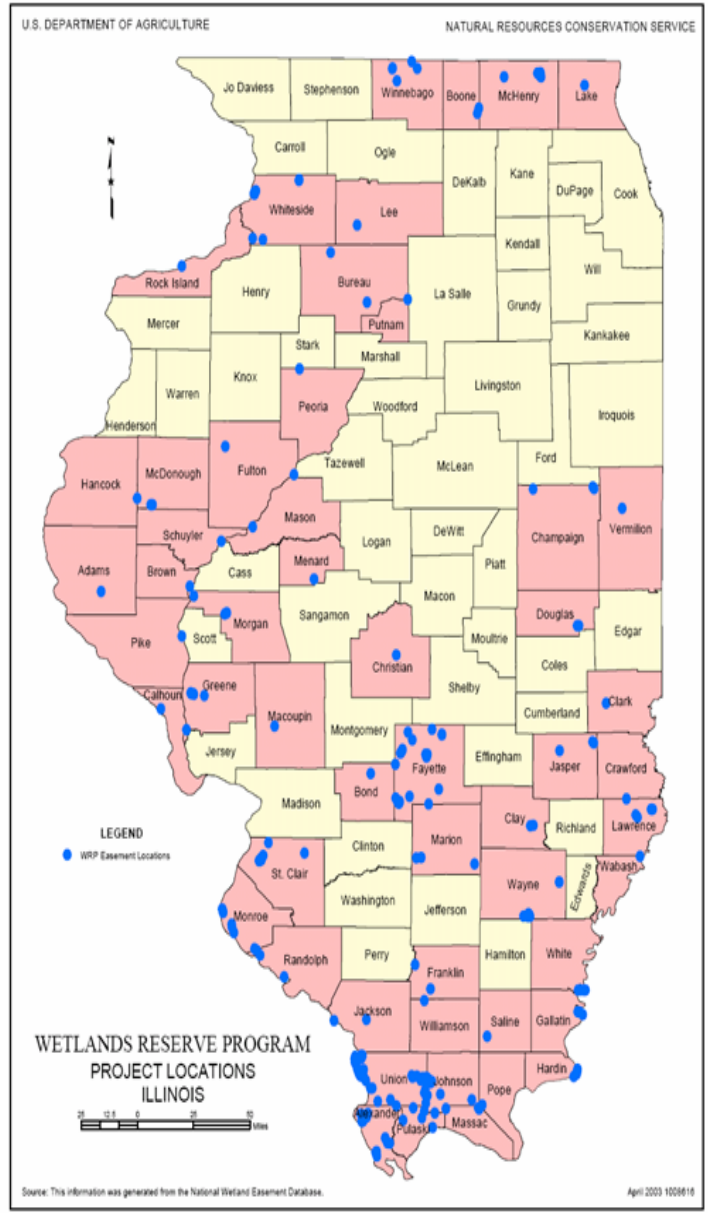 U.S. DEPARTMENT OF AGRICULTURE NATURAL RESOURCES CONSERVATION SERVICE
Jo Daviess Stephenson Winnebago Boone McHenry Lake
Carroll Ogle DeKalb Kane DuPage Cook
Whiteside Lee
Kendall
Will
Rock Island Henry Bureau La Salle Grundy
Mercer Putnam Kankakee
Stark Marshall
Knox Warren Livingston
Henderson Peoria Woodford Iroquois
Tazewell McLean Ford
Hancock McDonough Fulton
Mason Vermilion
Schuyler Logan DeWitt Champaign
Adams Brown Cass Menard Piatt
Macon
Pike Scott Morgan Sangamon Moultrie Douglas Edgar
Christian Coles
Calhoun Greene Shelby Cumberland Clark
Macoupin Montgomery
Jersey Fayette Effingham Jasper Crawford
Bond
Madison Clay Richland Lawrence
LEGEND
WRP Easement Locations
Clinton Marion
St. Clair Wayne Edwards Wabash
Washington Jefferson
Monroe
Randolph Perry Hamilton White
Franklin
Jackson Williamson Saline Gallatin
WETLANDS RESERVE PROGRAM
PROJECT LOCATIONS
ILLINOIS
Union Johnson Pope Hardin
Alexander Pulaski Massac
25 12.5 0 25 50
Miles
Source: This information was generated from the National Wetland Easement Database. April 2003 1008616